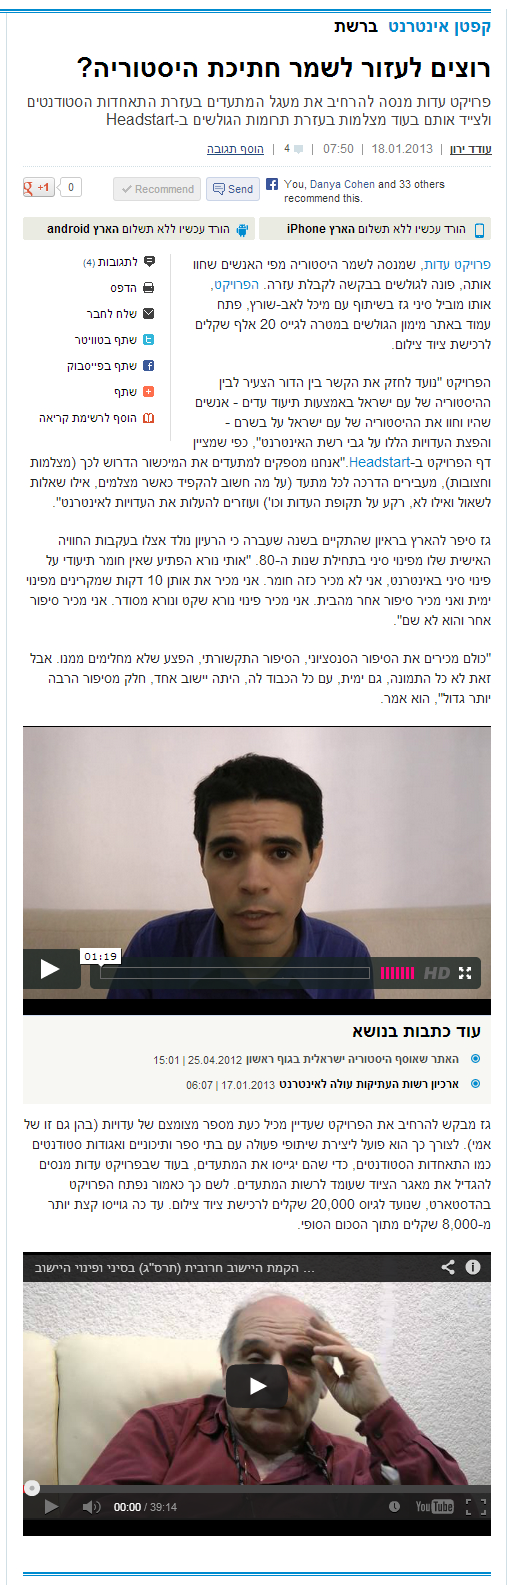 קפטן אינטרנט ברשת
רוצים לעזור לשמר חתיכת היסטוריה?
פרויקט עדות מנסה להרחיב את מעגל המתעדים בעזרת התאחדות הסטודנטים
ולצייד אותם בעוד מצלמות בעזרת תרומות הגולשים ב-Headstart
עודד ירון | 18.01.2013 | 07:50 | 4 | הוסף תגובה
+1 0 Recommend Send You, Danya Cohen and 33 others
recommend this.
הורד עכשיו ללא תשלום הארץ iPhone
הורד עכשיו ללא תשלום הארץ android
לתגובות (4)
הדפס
שלח לחבר
שתף בטוויטר
שתף בפייסבוק
שתף
הוסף לרשימת קריאה
פרויקט עדות, שמנסה לשמר היסטוריה מפי האנשים שחוו
אותה, פונה לגולשים בבקשה לקבלת עזרה. הפרויקט,
אותו מוביל סיני גז בשיתוף עם מיכל לאב-שורץ, פתח
עמוד באתר מימון הגולשים במטרה לגייס 20 אלף שקלים
לרכישת ציוד צילום.
הפרויקט "נועד לחזק את הקשר בין הדור הצעיר לבין
ההיסטוריה של עם ישראל באמצעות תיעוד עדים - אנשים
שהיו וחוו את ההיסטוריה של עם ישראל על בשרם -
והפצת העדויות הללו על גבי רשת האינטרנט", כפי שמציין
דף הפרויקט ב-Headstart."אנחנו מספקים למתעדים את המיכשור הדרוש לכך (מצלמות
וחצובות), מעבירים הדרכה לכל מתעד (על מה חשוב להקפיד כאשר מצלמים, אילו שאלות
לשאול ואילו לא, רקע על תקופת העדות וכו') ועוזרים להעלות את העדויות לאינטרנט".
גז סיפר להארץ בראיון שהתקיים בשנה שעברה כי הרעיון נולד אצלו בעקבות החוויה
האישית שלו מפינוי סיני בתחילת שנות ה-80. "אותי נורא הפתיע שאין חומר תיעודי על
פינוי סיני באינטרנט, אני לא מכיר כזה חומר. אני מכיר את אותן 10 דקות שמקרינים מפינוי
ימית ואני מכיר סיפור אחר מהבית. אני מכיר פינוי נורא שקט ונורא מסודר. אני מכיר סיפור
אחר והוא לא שם".
"כולם מכירים את הסיפור הסנסציוני, הסיפור התקשורתי, הפצע שלא מחלימים ממנו. אבל
זאת לא כל התמונה, גם ימית, עם כל הכבוד לה, היתה יישוב אחד, חלק מסיפור הרבה
יותר גדול", הוא אמר.
01:19
HD
עוד כתבות בנושא
האתר שאוסף היסטוריה ישראלית בגוף ראשון 25.04.2012 | 15:01
ארכיון רשות העתיקות עולה לאינטרנט 17.01.2013 | 06:07
גז מבקש להרחיב את הפרויקט שעדיין מכיל כעת מספר מצומצם של עדויות (בהן גם זו של
אמי). לצורך כך הוא פועל ליצירת שיתופי פעולה עם בתי ספר ותיכוניים ואגודות סטודנטים
כמו התאחדות הסטודנטים, כדי שהם יגייסו את המתעדים, בעוד שבפרויקט עדות מנסים
להגדיל את מאגר הציוד שעומד לרשות המתעדים. לשם כך כאמור נפתח הפרויקט
בהדסטארט, שנועד לגיוס 20,000 שקלים לרכישת ציוד צילום. עד כה גוייסו קצת יותר
מ-8,000 שקלים מתוך הסכום הסופי.
הקמת היישוב חרובית (תרס"ג) בסיני ופינוי היישוב ...
00:00 / 39:14
YouTube